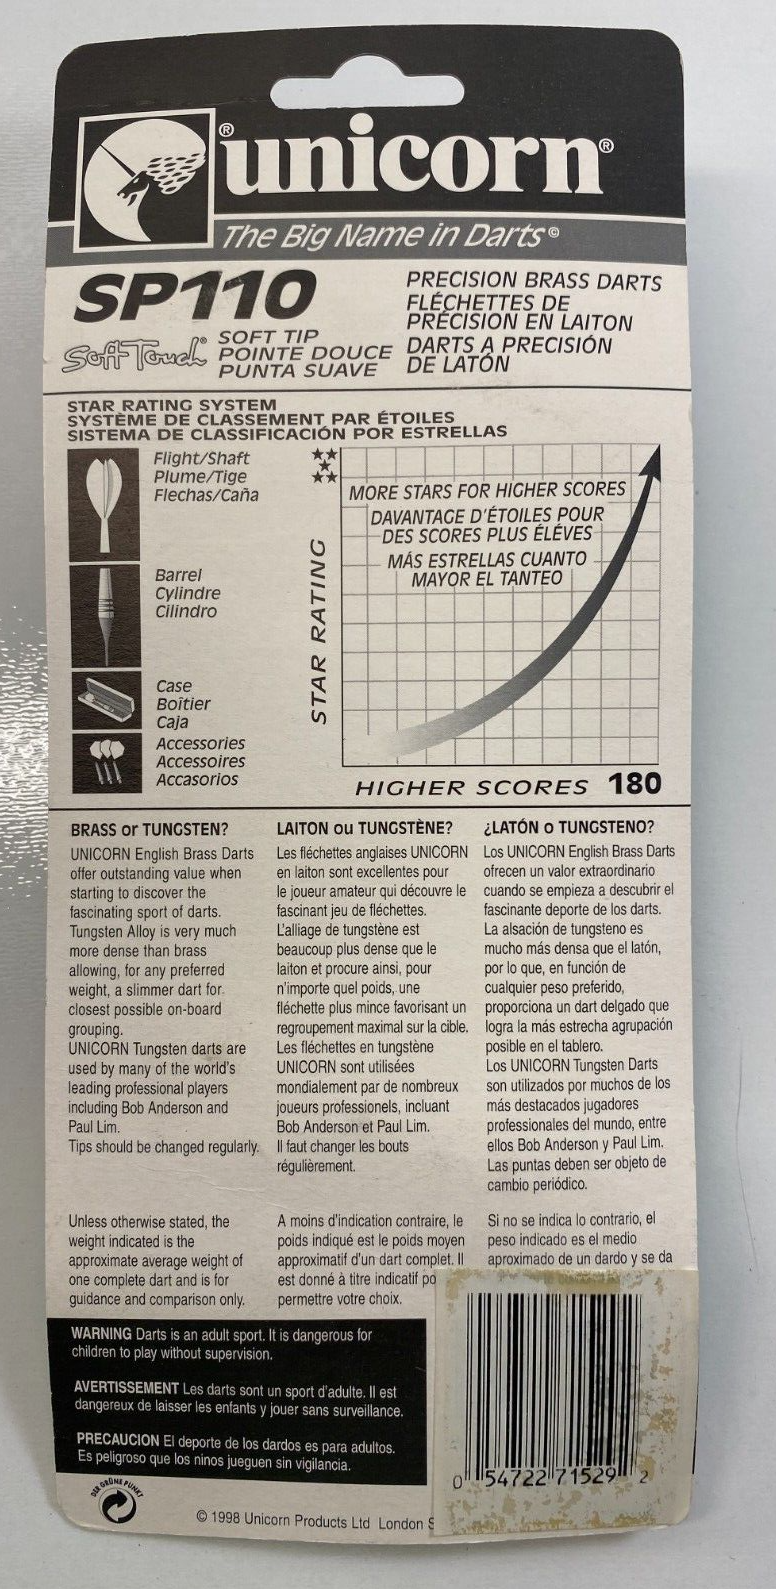 ® unicorn®
The Big Name in Darts©
SP110
SoftTouch®
SOFT TIP
POINTE DOUCE
PUNTA SUAVE
PRECISION BRASS DARTS
FLÉCHETTES DE
PRÉCISION EN LAITON
DARTS A PRECISIÓN
DE LATÓN
STAR RATING SYSTEM
SYSTÈME DE CLASSEMENT PAR ÉTOILES
SISTEMA DE CLASSIFICACIÓN POR ESTRELLAS
Flight/Shaft
Plume/Tige
Flechas/Caña
Barrel
Cylindre
Cilindro
Case
Boîtier
Caja
Accessories
Accessoires
Accasorios
STAR RATING
MORE STARS FOR HIGHER SCORES
DAVANTAGE D'ÉTOILES POUR
DES SCORES PLUS ÉLÉVES
MÁS ESTRELLAS CUANTO
MAYOR EL TANTEO
HIGHER SCORES 180
BRASS or TUNGSTEN?
UNICORN English Brass Darts
offer outstanding value when
starting to discover the
fascinating sport of darts.
Tungsten Alloy is very much
more dense than brass
allowing, for any preferred
weight, a slimmer dart for
closest possible on-board
grouping.
UNICORN Tungsten darts are
used by many of the world's
leading professional players
including Bob Anderson and
Paul Lim.
Tips should be changed regularly.
Unless otherwise stated, the
weight indicated is the
approximate average weight of
one complete dart and is for
guidance and comparison only.
LAITON ou TUNGSTÈNE?
Les fléchettes anglaises UNICORN
en laiton sont excellentes pour
le joueur amateur qui découvre le
fascinant jeu de fléchettes.
L'alliage de tungstène est
beaucoup plus dense que le
laiton et procure ainsi, pour
n'importe quel poids, une
fléchette plus mince favorisant un
regroupement maximal sur la cible.
Les fléchettes en tungstène
UNICORN sont utilisées
mondialement par de nombreux
joueurs professionels, incluant
Bob Anderson et Paul Lim.
Il faut changer les bouts
régulièrement.
A moins d'indication contraire, le
poids indiqué est le poids moyen
approximatif d'un dart complet. Il
est donné à titre indicatif po
permettre votre choix.
¿LATÓN o TUNGSTENO?
Los UNICORN English Brass Darts
ofrecen un valor extraordinario
cuando se empieza a descubrir el
fascinante deporte de los darts.
La alsación de tungsteno es
mucho más densa que el latón,
por lo que, en función de
cualquier peso preferido,
proporciona un dart delgado que
logra la más estrecha agrupación
posible en el tablero.
Los UNICORN Tungsten Darts
son utilizados por muchos de los
más destacados jugadores
professionales del mundo, entre
ellos Bob Anderson y Paul Lim.
Las puntas deben ser objeto de
cambio periódico.
Si no se indica lo contrario, el
peso indicado es el medio
aproximado de un dardo y se da
WARNING Darts is an adult sport. It is dangerous for
children to play without supervision.
AVERTISSEMENT Les darts sont un sport d'adulte. Il est
dangereux de laisser les enfants y jouer sans surveillance.
PRECAUCION El deporte de los dardos es para adultos.
Es peligroso que los ninos jueguen sin vigilancia.
DER GRÜNE PUNKT
© 1998 Unicorn Products Ltd London S
0 54722 71529 2